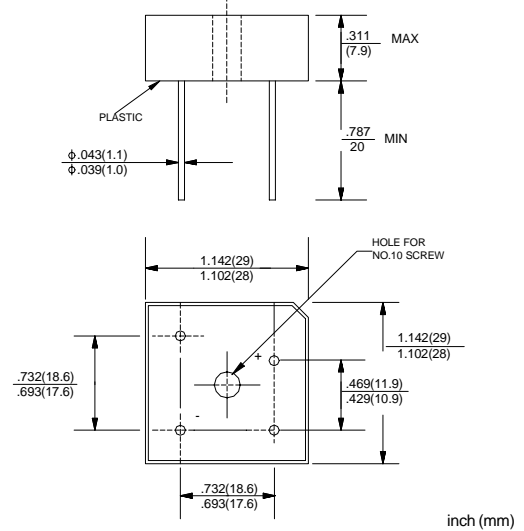 .311
(7.9)
MAX
PLASTIC
.787
20
MIN
ϕ.043(1.1)
ϕ.039(1.0)
HOLE FOR
NO.10 SCREW
1.142(29)
1.102(28)
1.142(29)
1.102(28)
.732(18.6)
.693(17.6)
+
.469(11.9)
.429(10.9)
-
.732(18.6)
.693(17.6)
inch (mm)